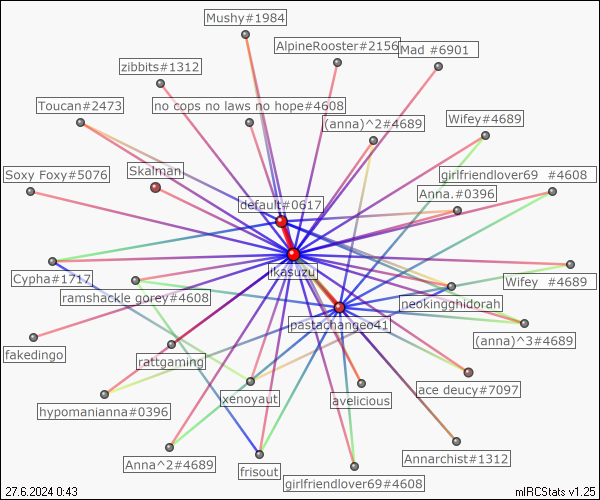 Mushy#1984
AlpineRooster#2156
Mad #6901
zibbits#1312
Toucan#2473
no cops no laws no hope#4608
(anna)^2#4689
Wifey#4689
Soxy Foxy#5076
Skalman
girlfriendlover69 #4608
Anna.#0396
default#0617
Ikasuzu
Cypha#1717
ramshackle gorey#4608
Wifey #4689
neokingghidorah
pastachange041
(anna)^3#4689
fakedingo
rattgaming
xenoyaut
avelicious
ace deucy#7097
hypomanianna#0396
Anna^2#4689
frisout
girlfriendlover69#4608
Annarchist#1312
27.6.2024 0:43
mIRCStats v1.25